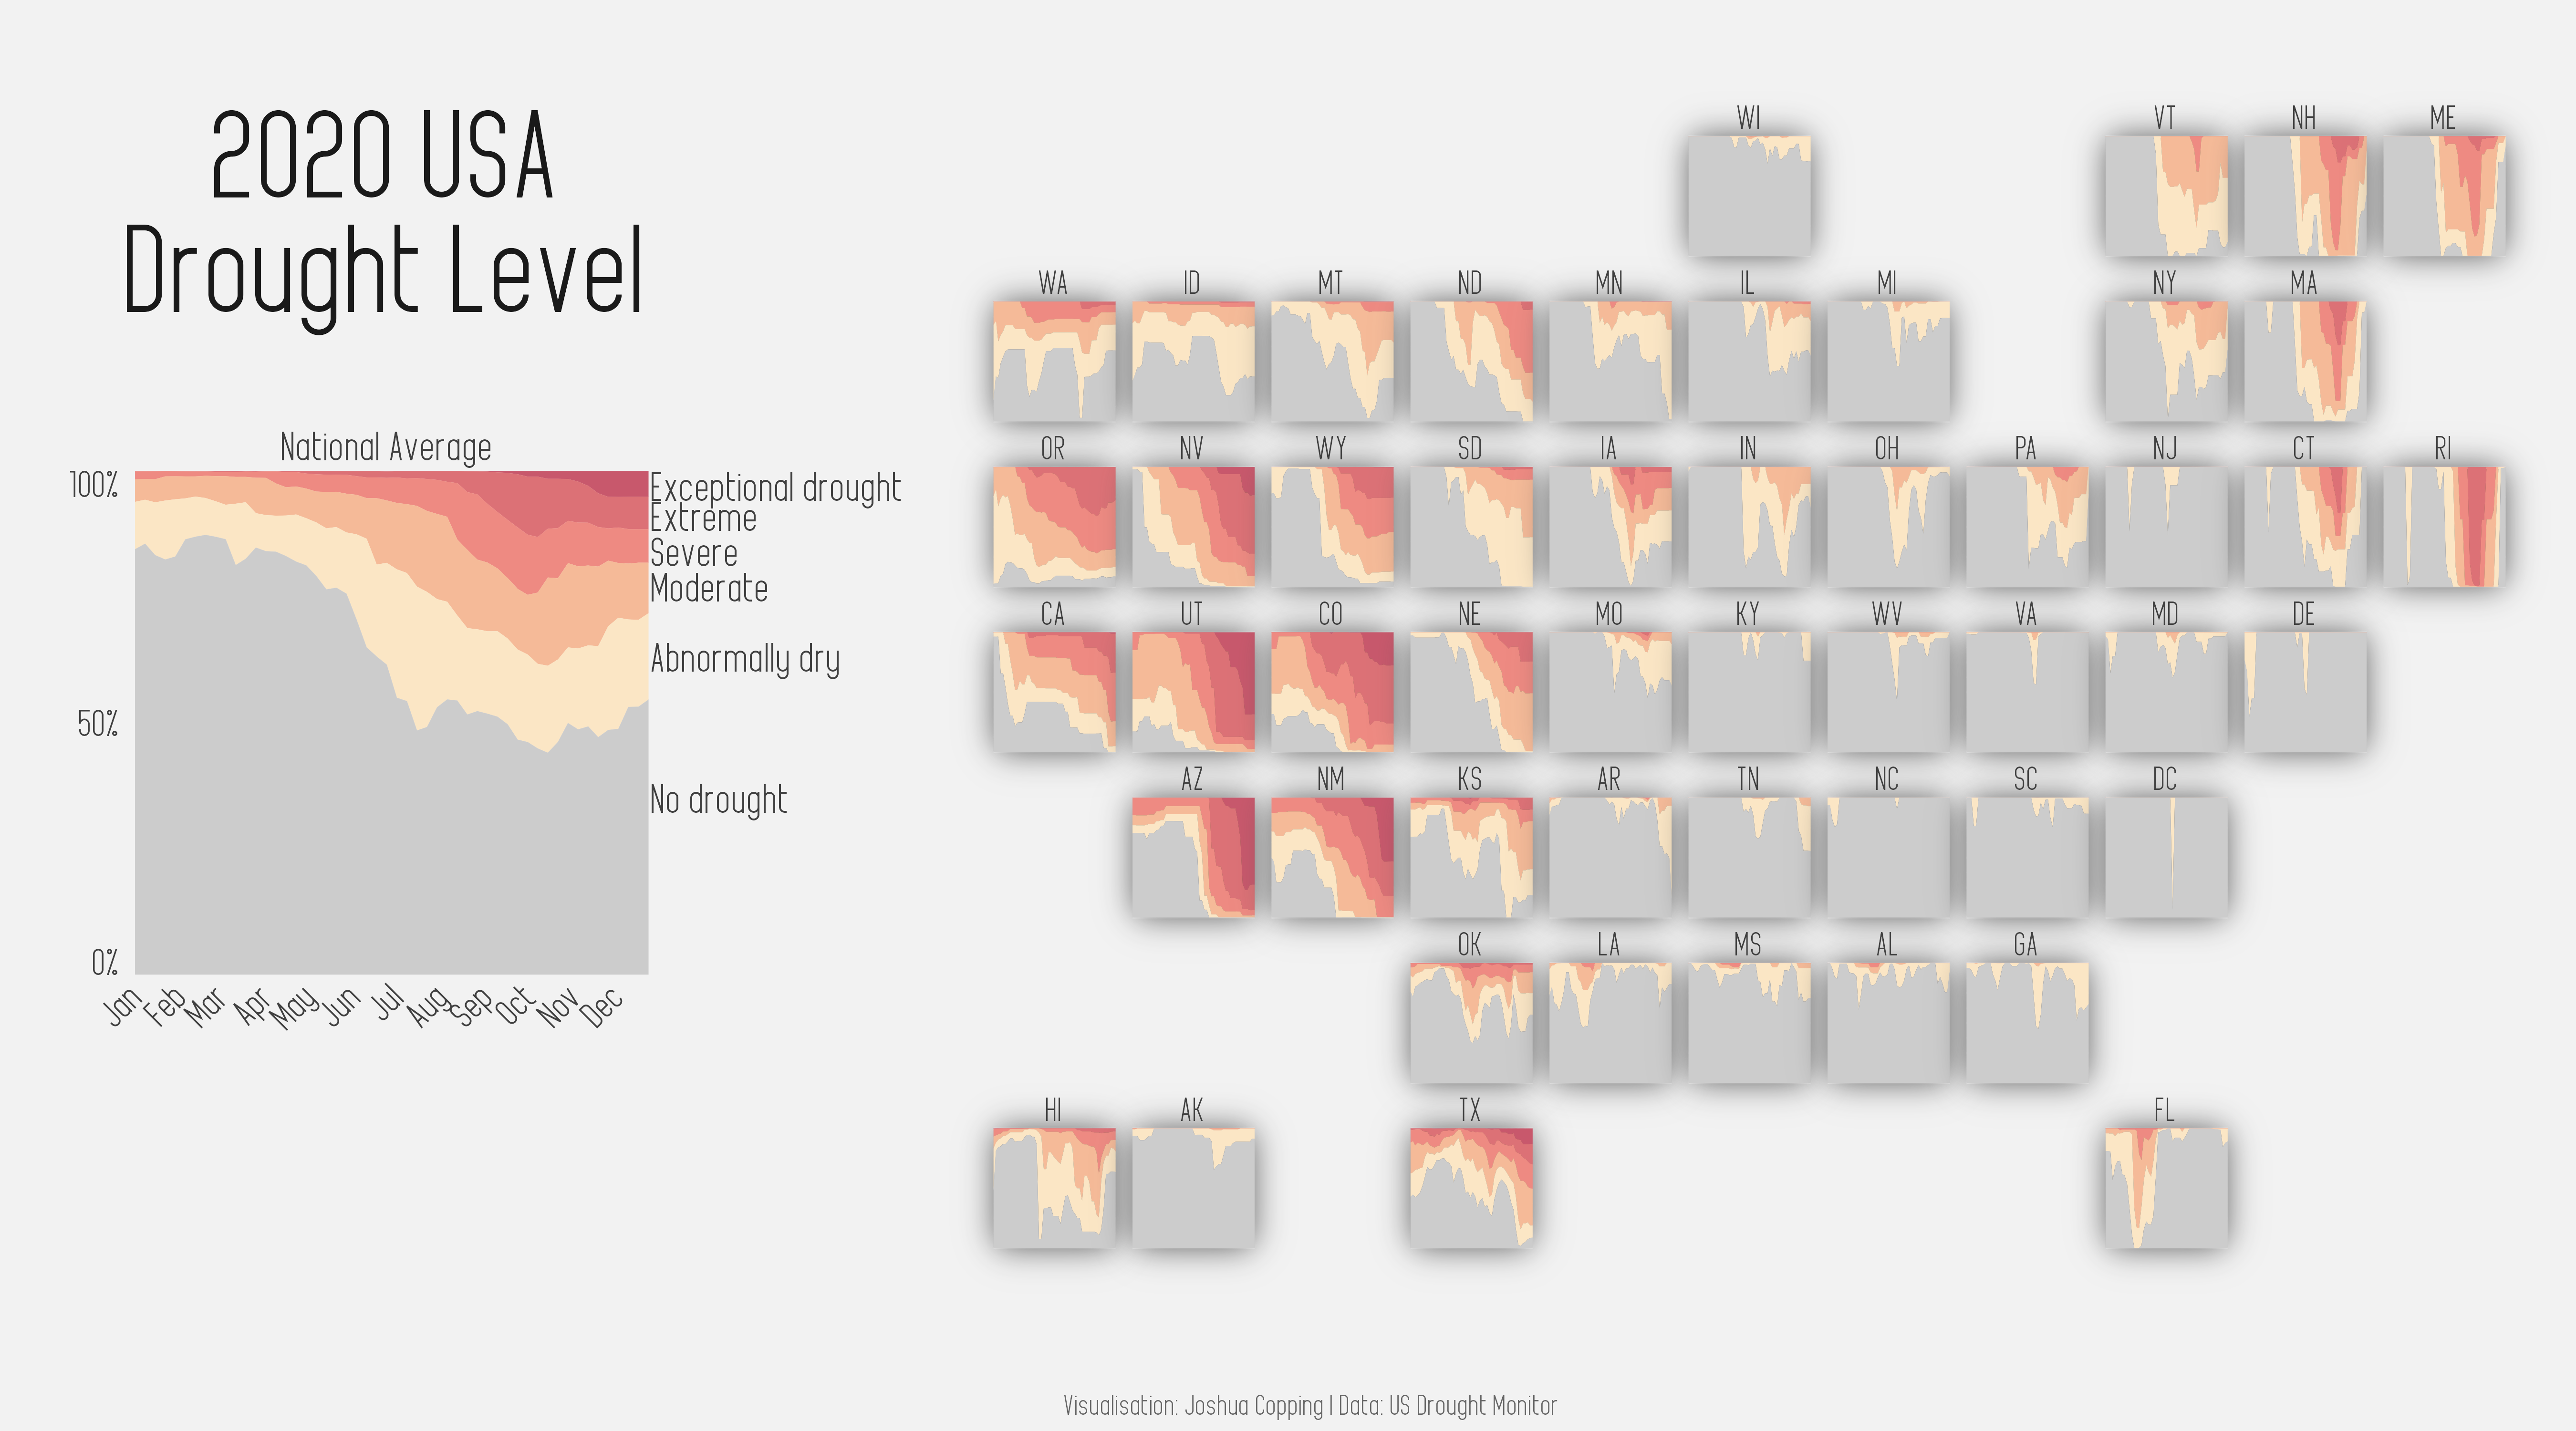 2020 USA
Drought Level
National Average
100%
50%
0%
Exceptional drought
Extreme
Severe
Moderate
Abnormally dry
No drought
Jan Feb Mar Apr May Jun Jul Aug Sep Oct Nov Dec
WI VT NH ME
WA ID MT ND MN IL MI NY MA
OR NV WY SD IA IN OH PA NJ CT RI
CA UT CO NE MO KY WV VA MD DE
AZ NM KS AR TN NC SC DC
OK LA MS AL GA
HI AK TX FL
Visualisation: Joshua Copping | Data: US Drought Monitor